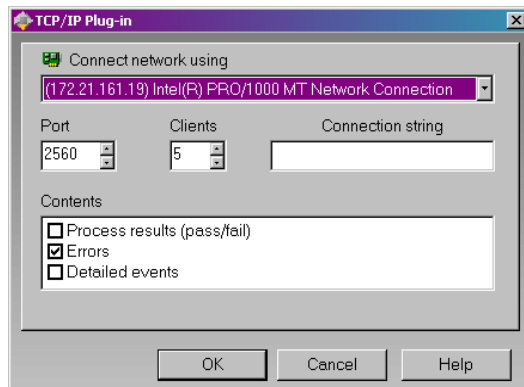 TCP/IP Plug-in
Connect network using
(172.21.161.19) Intel(R) PRO/1000 MT Network Connection
Port Clients Connection string
2560 5
Contents
Process results (pass/fail)
Errors
Detailed events
OK Cancel Help